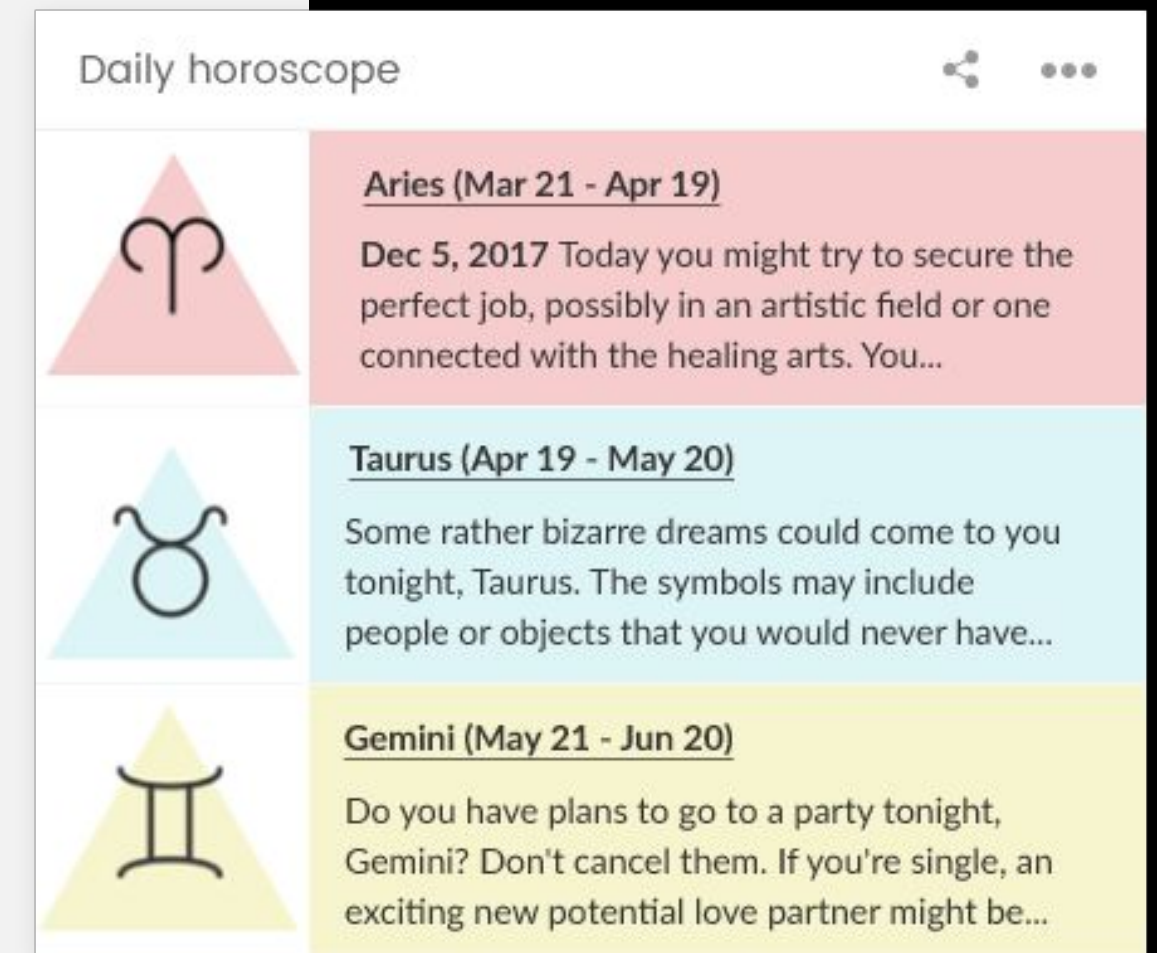 Daily horoscope
Aries (Mar 21 - Apr 19)
Dec 5, 2017 Today you might try to secure the
perfect job, possibly in an artistic field or one
connected with the healing arts. You...
Taurus (Apr 19 - May 20)
Some rather bizarre dreams could come to you
tonight, Taurus. The symbols may include
people or objects that you would never have...
Gemini (May 21 - Jun 20)
Do you have plans to go to a party tonight,
Gemini? Don't cancel them. If you're single, an
exciting new potential love partner might be...